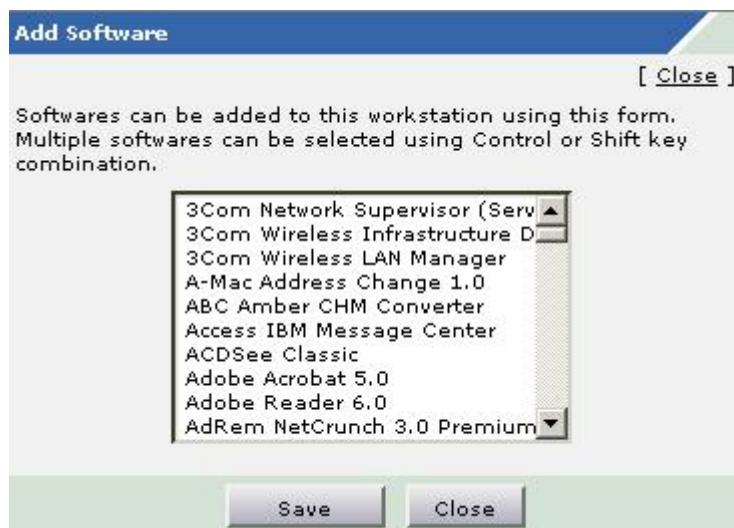 Add Software
[ Close ]
Softwares can be added to this workstation using this form.
Multiple softwares can be selected using Control or Shift key
combination.
3Com Network Supervisor (Serv
3Com Wireless Infrastructure D
3Com Wireless LAN Manager
A-Mac Address Change 1.0
ABC Amber CHM Converter
Access IBM Message Center
ACDSee Classic
Adobe Acrobat 5.0
Adobe Reader 6.0
AdRem NetCrunch 3.0 Premium
Save Close